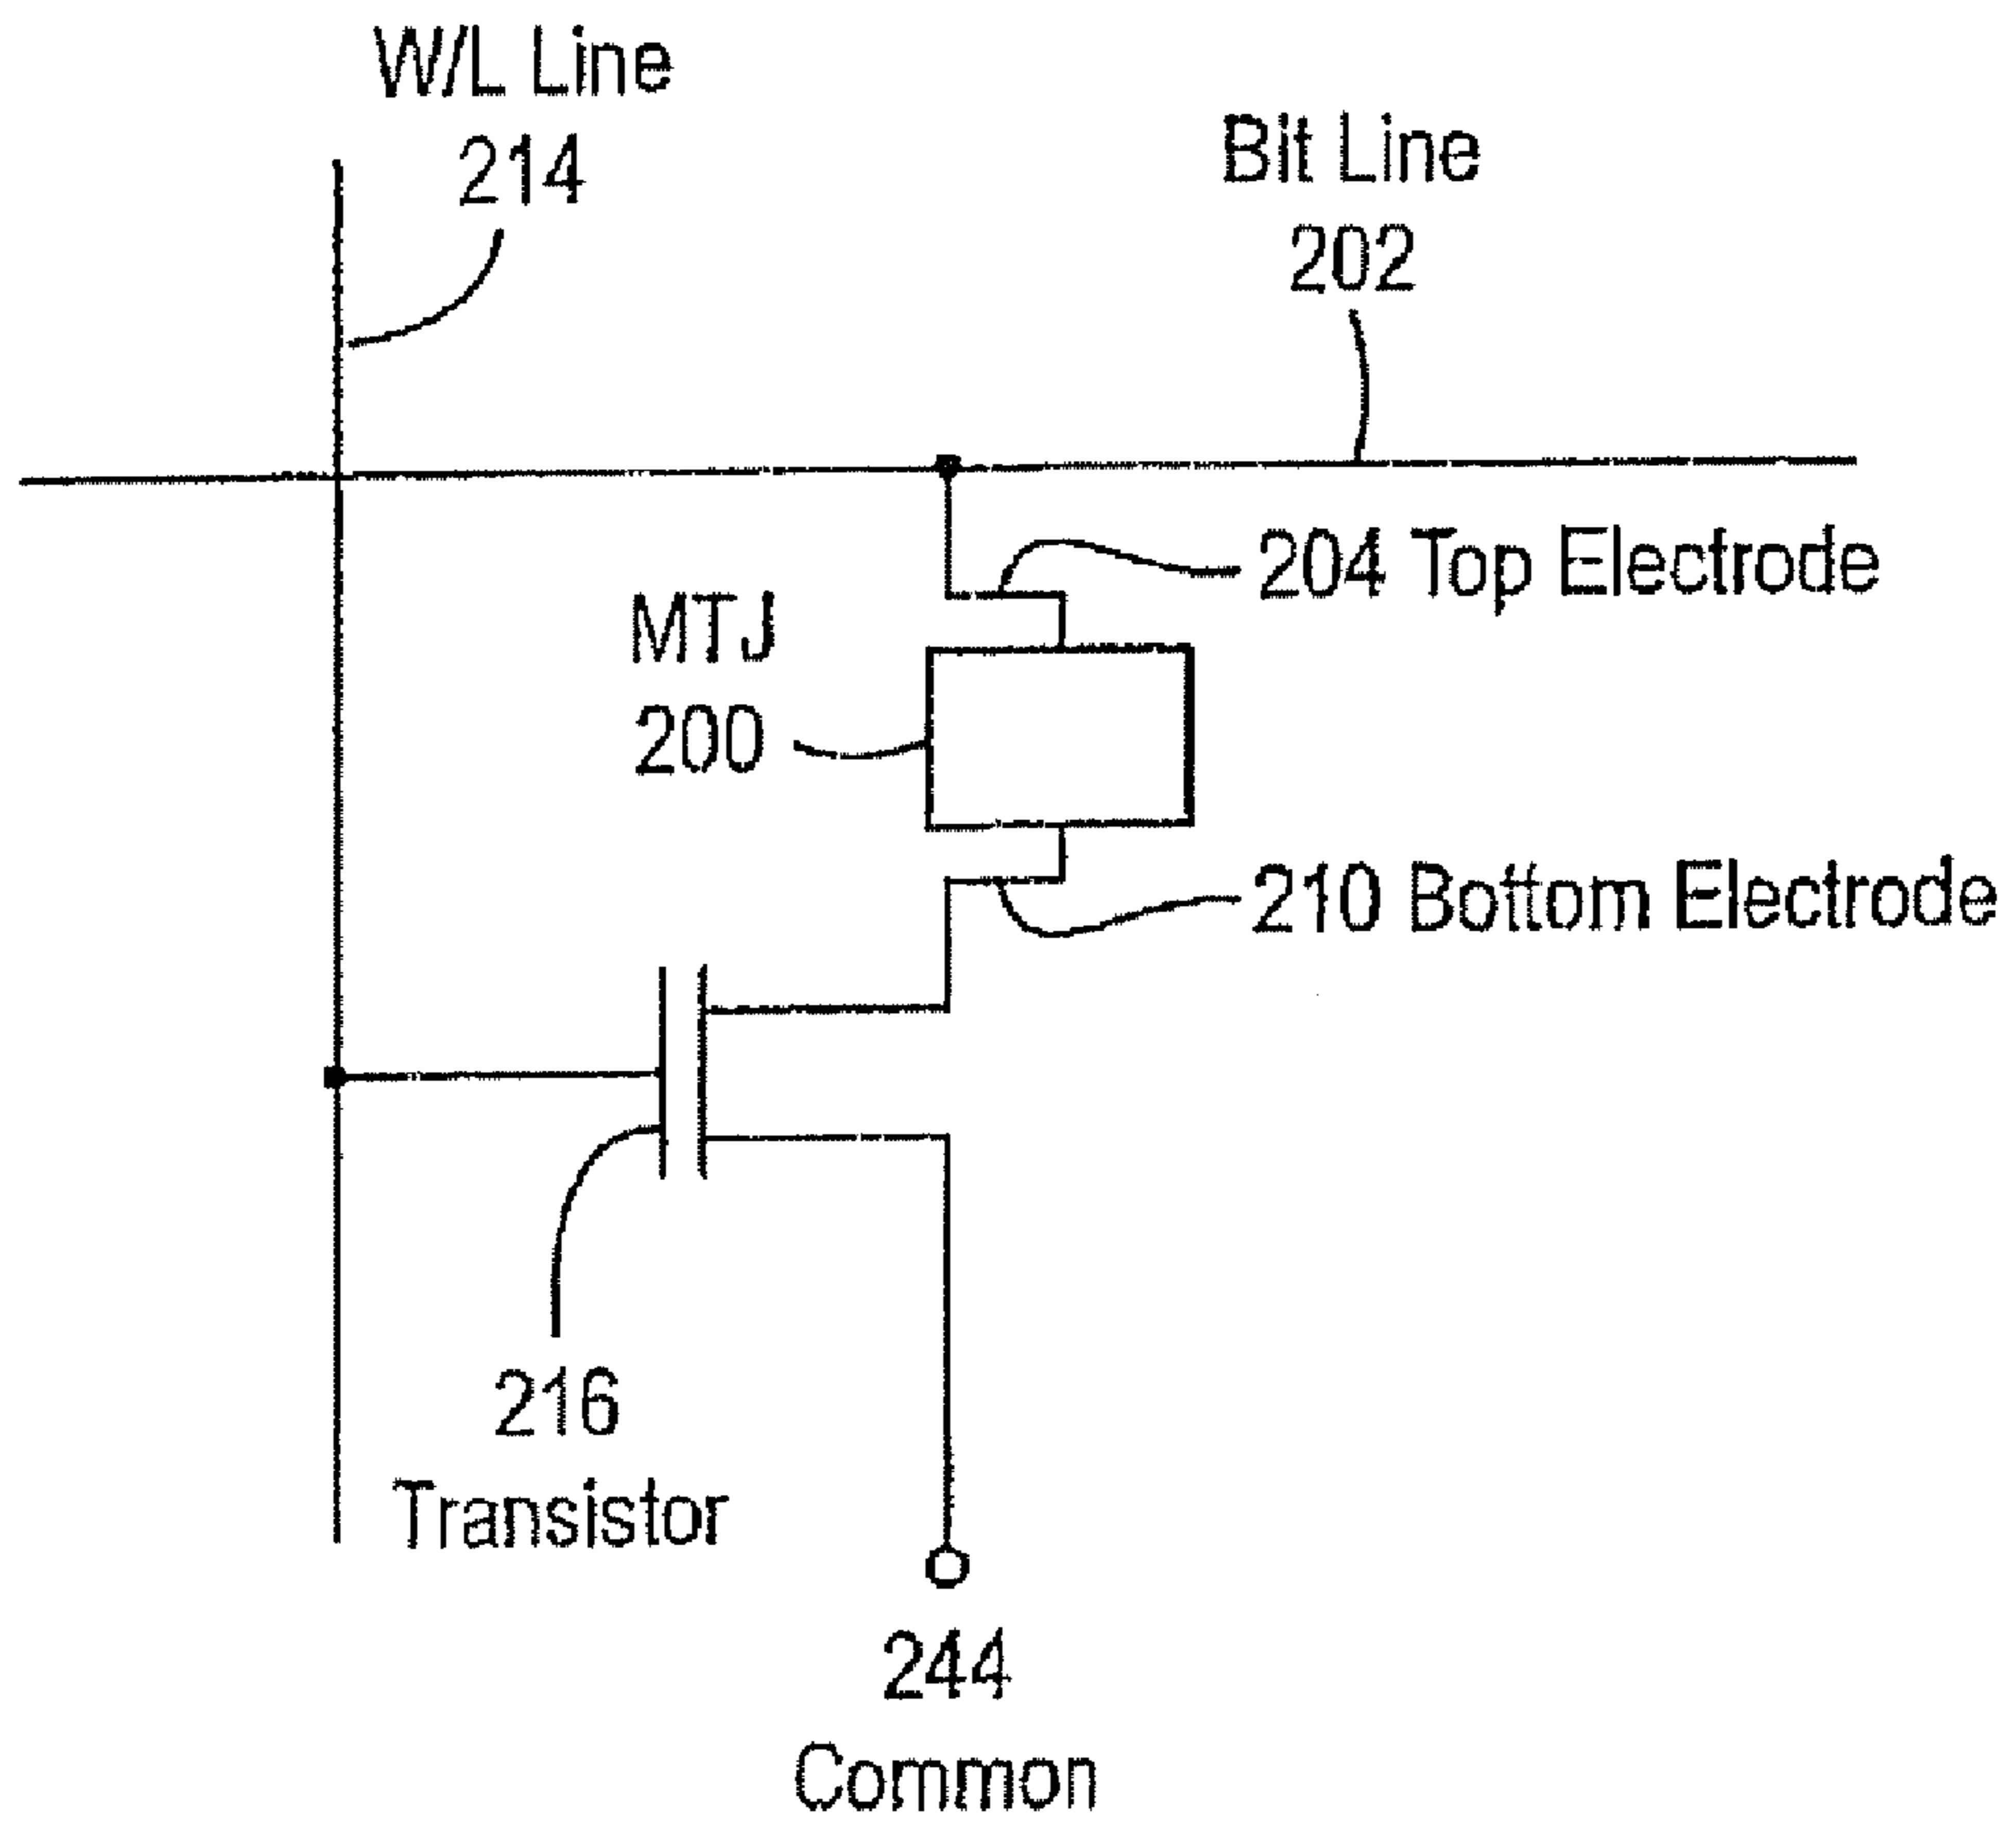 W/L Line
214
Bit Line
202
204 Top Electrode
MTJ
200
210 Bottom Electrode
216
Transistor
244
Common